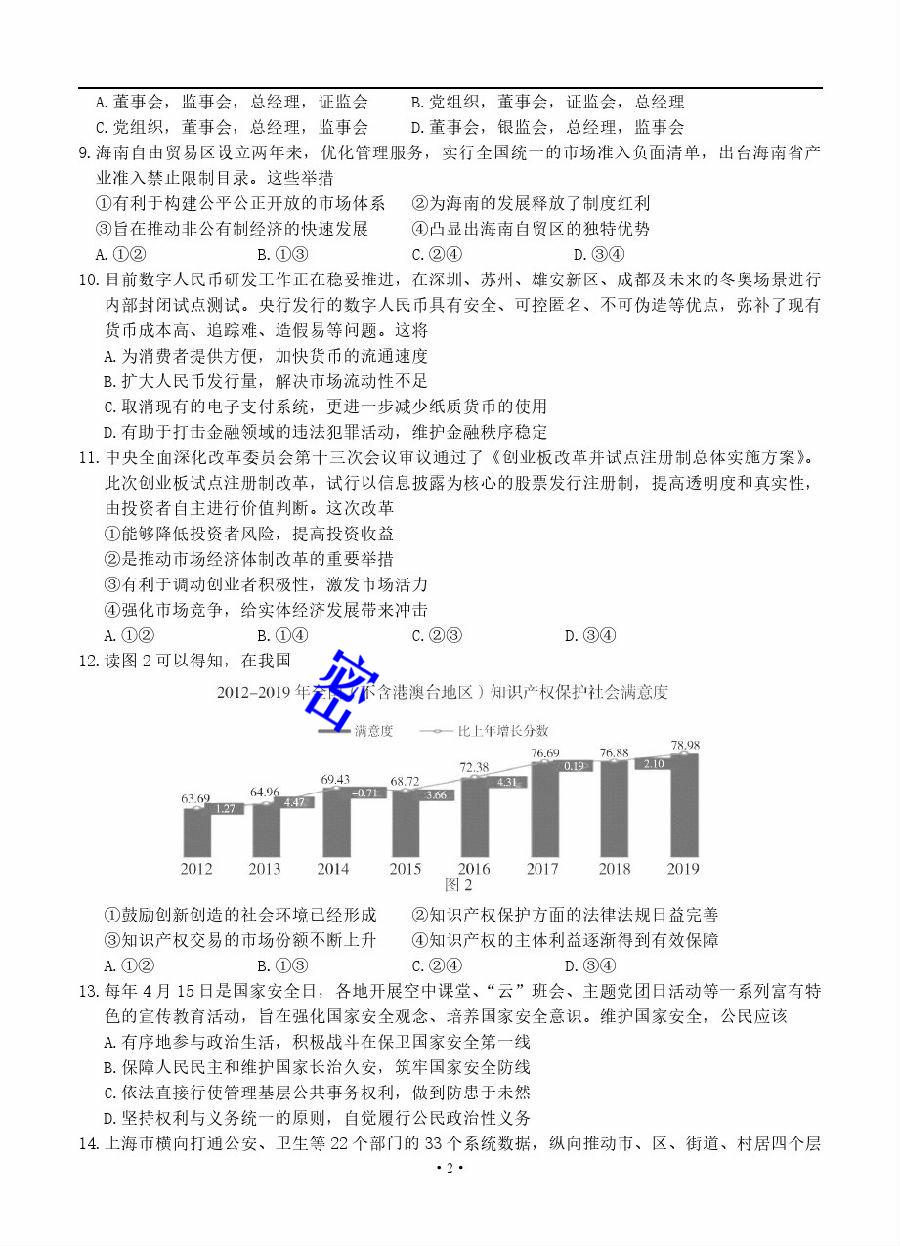 A. 董事会，监事会，总经理，证监会 B. 党组织，董事会，证监会，总经理
C. 党组织，董事会，总经理，监事会 D. 董事会，银监会，总经理，监事会
9. 海南自由贸易区设立两年来，优化管理服务，实行全国统一的市场准入负面清单，出台海南省产
业准入禁止限制目录。这些举措
①有利于构建公平公正开放的市场体系 ②为海南的发展释放了制度红利
③旨在推动非公有制经济的快速发展 ④凸显出海南自贸区的独特优势
A. ①② B. ①③ C. ②④ D. ③④
10. 目前数字人民币研发工作正在稳妥推进，在深圳、苏州、雄安新区、成都及未来的冬奥场景进行
内部封闭试点测试。央行发行的数字人民币具有安全、可控匿名、不可伪造等优点，弥补了现有
货币成本高、追踪难、造假易等问题。这将
A. 为消费者提供方便，加快货币的流通速度
B. 扩大人民币发行量，解决市场流动性不足
C. 取消现有的电子支付系统，更进一步减少纸质货币的使用
D. 有助于打击金融领域的违法犯罪活动，维护金融秩序稳定
11. 中央全面深化改革委员会第十三次会议审议通过了《创业板改革并试点注册制总体实施方案》。
此次创业板试点注册制改革，试行以信息披露为核心的股票发行注册制，提高透明度和真实性，
由投资者自主进行价值判断。这次改革
①能够降低投资者风险，提高投资收益
②是推动市场经济体制改革的重要举措
③有利于调动创业者积极性，激发市场活力
④强化市场竞争，给实体经济发展带来冲击
A. ①② B. ①④ C. ②③ D. ③④
12. 读图 2 可以得知，在我国
密
2012-2019 年全国（不含港澳台地区）知识产权保护社会满意度
满意度 比上年增长分数
63.69 64.96 69.43 68.72 72.38 76.69 76.88 78.98
1.27 4.47 -0.71 3.66 4.31 0.19 2.10
2012 2013 2014 2015 2016 2017 2018 2019
图 2
①鼓励创新创造的社会环境已经形成 ②知识产权保护方面的法律法规日益完善
③知识产权交易的市场份额不断上升 ④知识产权的主体利益逐渐得到有效保障
A. ①② B. ①③ C. ②④ D. ③④
13. 每年 4 月 15 日是国家安全日，各地开展空中课堂、“云”班会、主题党团日活动等一系列富有特
色的宣传教育活动，旨在强化国家安全观念、培养国家安全意识。维护国家安全，公民应该
A. 有序地参与政治生活，积极战斗在保卫国家安全第一线
B. 保障人民民主和维护国家长治久安，筑牢国家安全防线
C. 依法直接行使管理基层公共事务权利，做到防患于未然
D. 坚持权利与义务统一的原则，自觉履行公民政治性义务
14. 上海市横向打通公安、卫生等 22 个部门的 33 个系统数据，纵向推动市、区、街道、村居四个层
· 2 ·